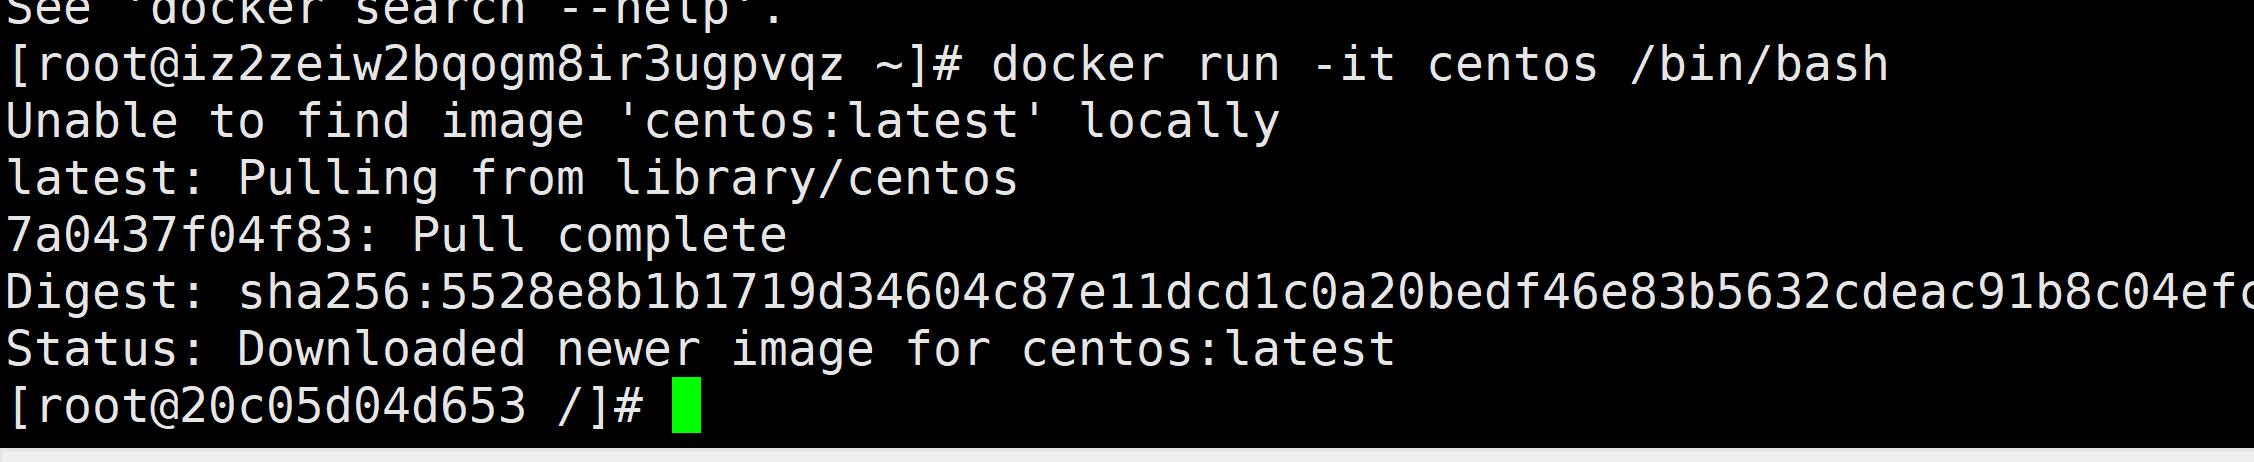 See 'docker search --help'.
[root@iz2zeiw2bqogm8ir3ugpvqz ~]# docker run -it centos /bin/bash
Unable to find image 'centos:latest' locally
latest: Pulling from library/centos
7a0437f04f83: Pull complete
Digest: sha256:5528e8b1b1719d34604c87e11dcd1c0a20bedf46e83b5632cdeac91b8c04efc
Status: Downloaded newer image for centos:latest
[root@20c05d04d653 /]#